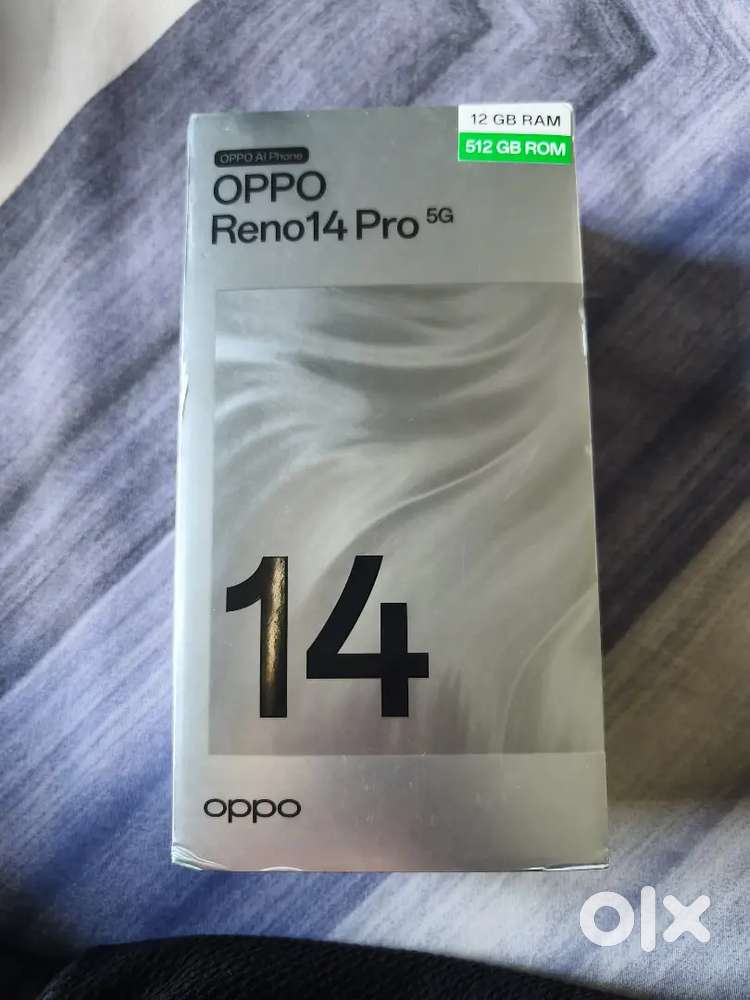 12 GB RAM
512 GB ROM
OPPO AI Phone
OPPO
Reno14 Pro 5G
14
oppo
olx